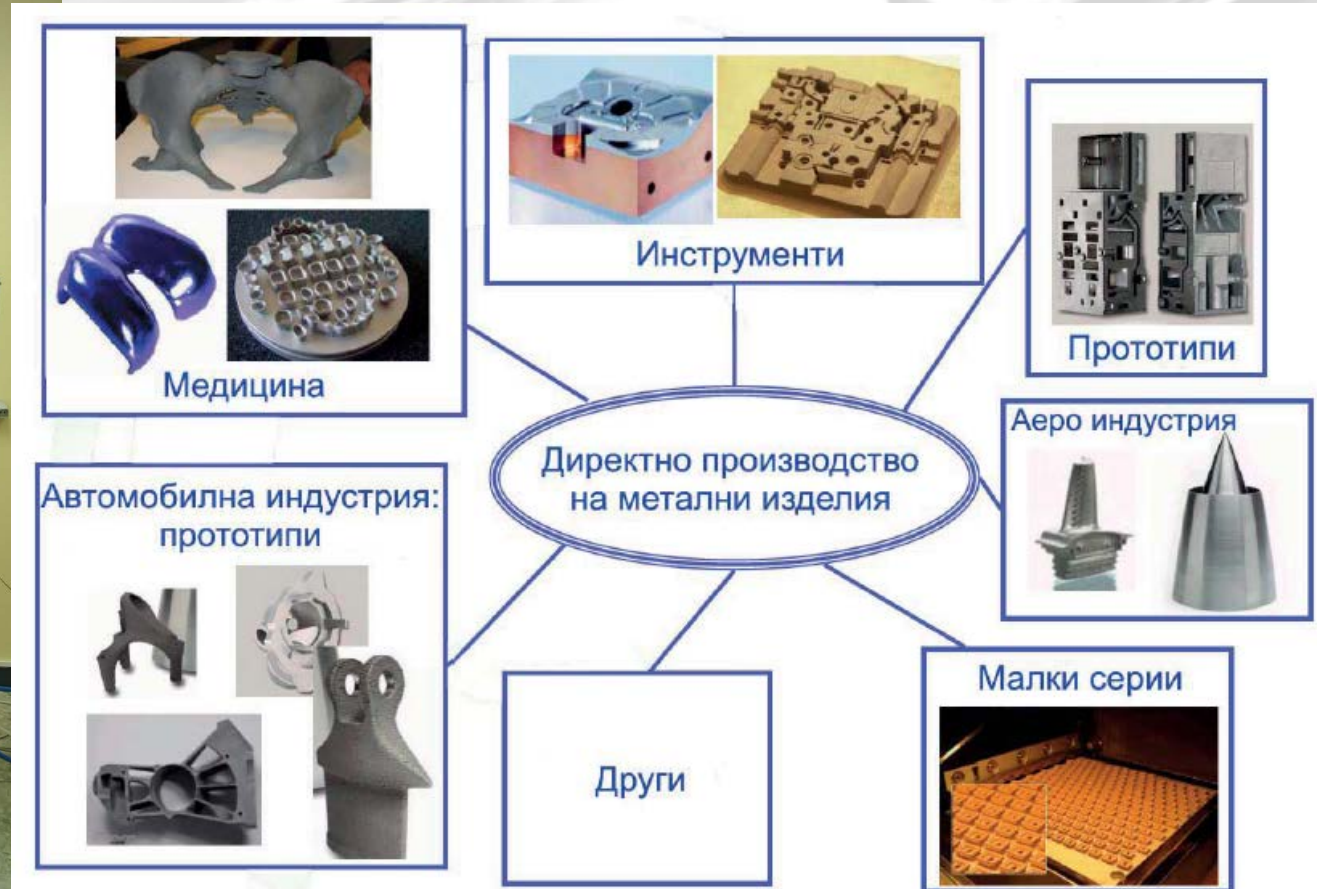 Медицина
Инструменти
Прототипи
Директно производство
на метални изделия
Аеро индустрия
Автомобилна индустрия:
прототипи
Други
Малки серии